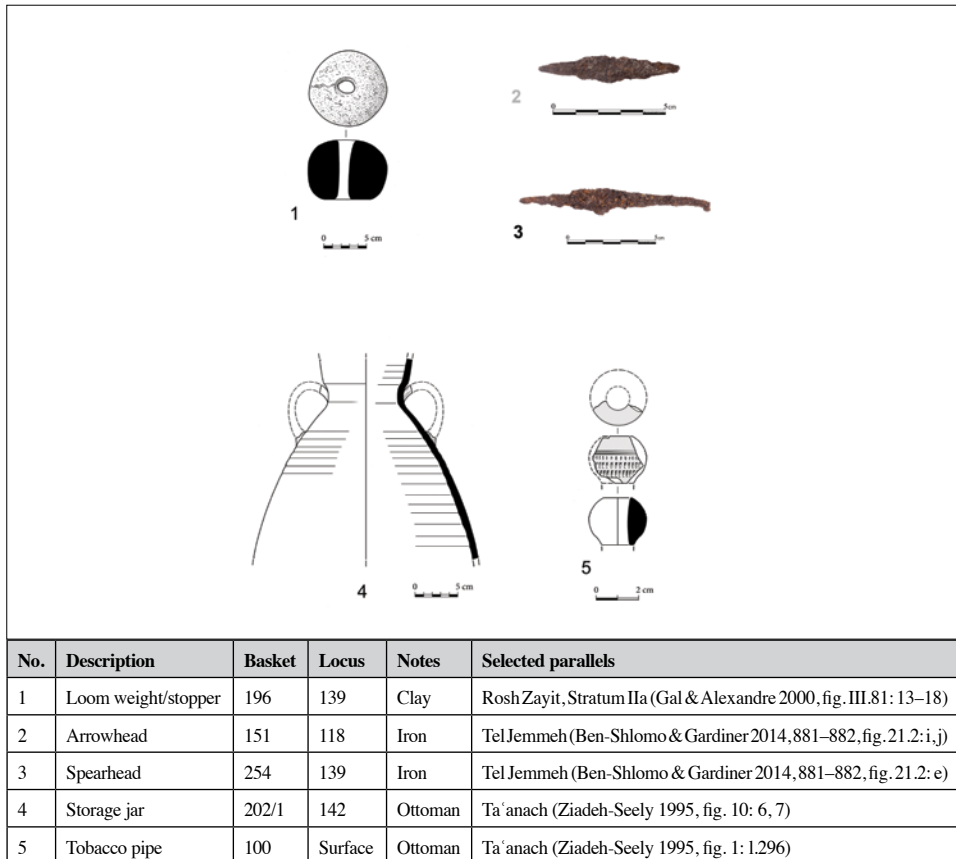 1
0 5 cm
2
0 5cm
3
0 5cm
4
0 5 cm
5
0 2 cm
No. Description Basket Locus Notes Selected parallels
1 Loom weight/stopper 196 139 Clay Rosh Zayit, Stratum IIa (Gal & Alexandre 2000, fig. III.81: 13–18)
2 Arrowhead 151 118 Iron Tel Jemmeh (Ben-Shlomo & Gardiner 2014, 881–882, fig. 21.2: i, j)
3 Spearhead 254 139 Iron Tel Jemmeh (Ben-Shlomo & Gardiner 2014, 881–882, fig. 21.2: e)
4 Storage jar 202/1 142 Ottoman Taʿanach (Ziadeh-Seely 1995, fig. 10: 6, 7)
5 Tobacco pipe 100 Surface Ottoman Taʿanach (Ziadeh-Seely 1995, fig. 1: l.296)